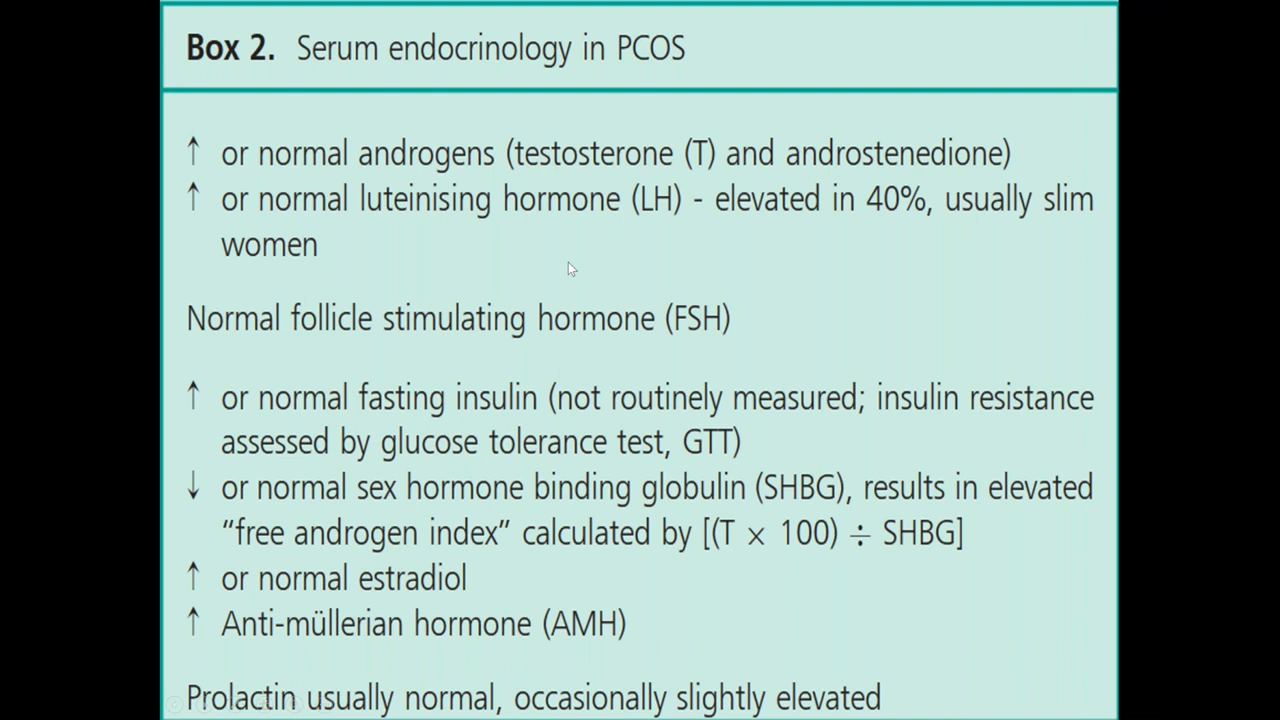 Box 2. Serum endocrinology in PCOS
↑ or normal androgens (testosterone (T) and androstenedione)
↑ or normal luteinising hormone (LH) - elevated in 40%, usually slim
women
Normal follicle stimulating hormone (FSH)
↑ or normal fasting insulin (not routinely measured; insulin resistance
assessed by glucose tolerance test, GTT)
↓ or normal sex hormone binding globulin (SHBG), results in elevated
“free androgen index” calculated by [(T × 100) ÷ SHBG]
↑ or normal estradiol
↑ Anti-müllerian hormone (AMH)
Prolactin usually normal, occasionally slightly elevated